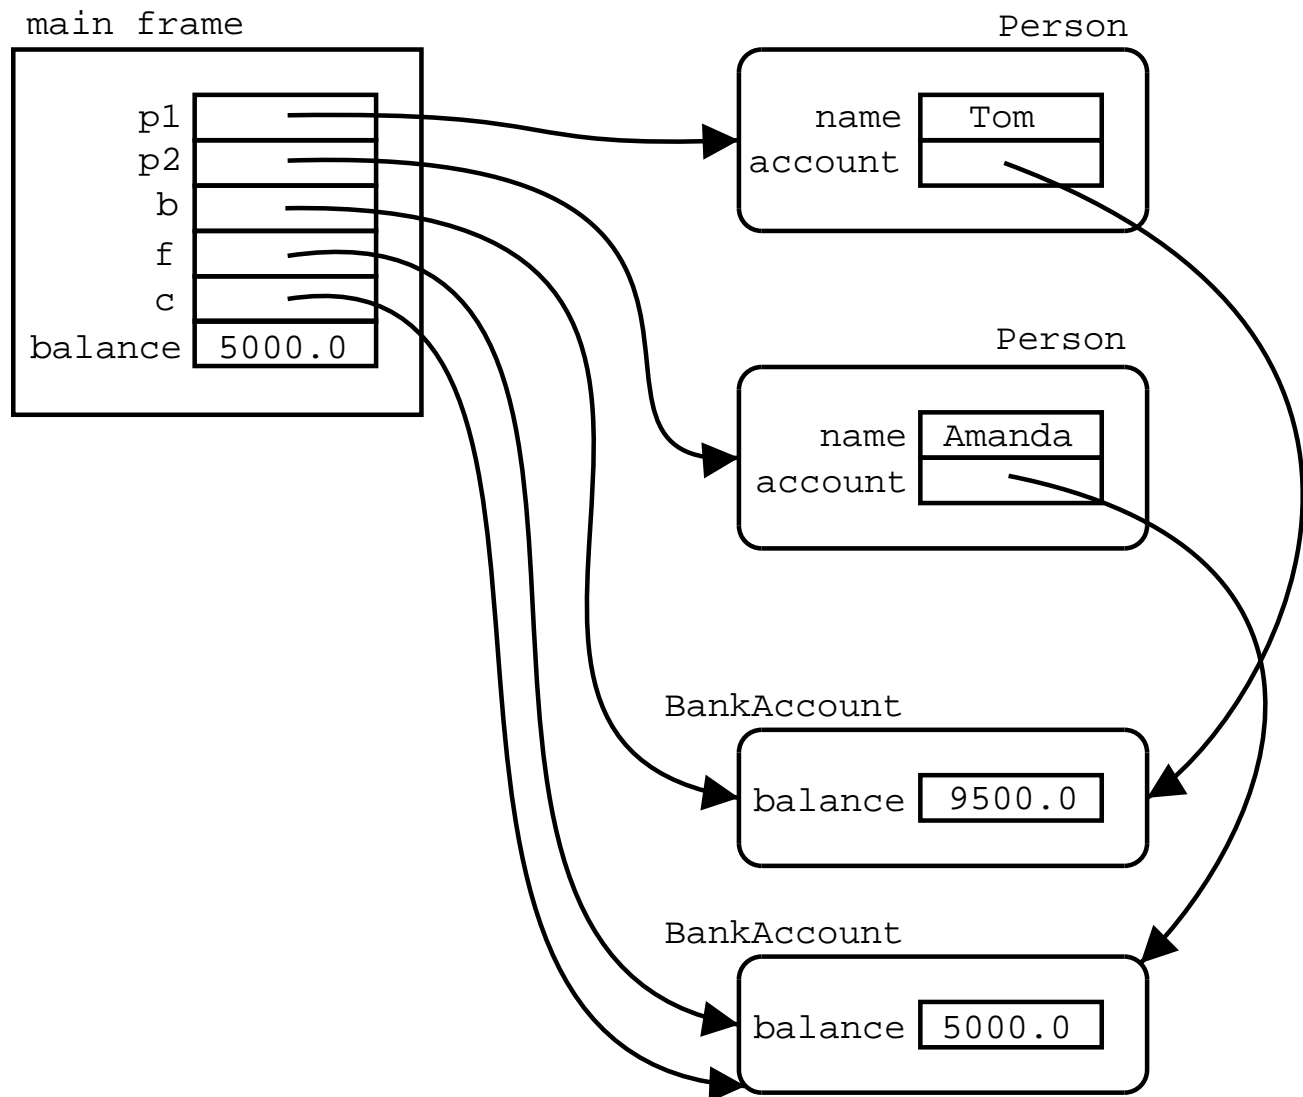 main frame
p1
p2
b
f
c
balance 5000.0
Person
name Tom
account
Person
name Amanda
account
BankAccount
balance 9500.0
BankAccount
balance 5000.0